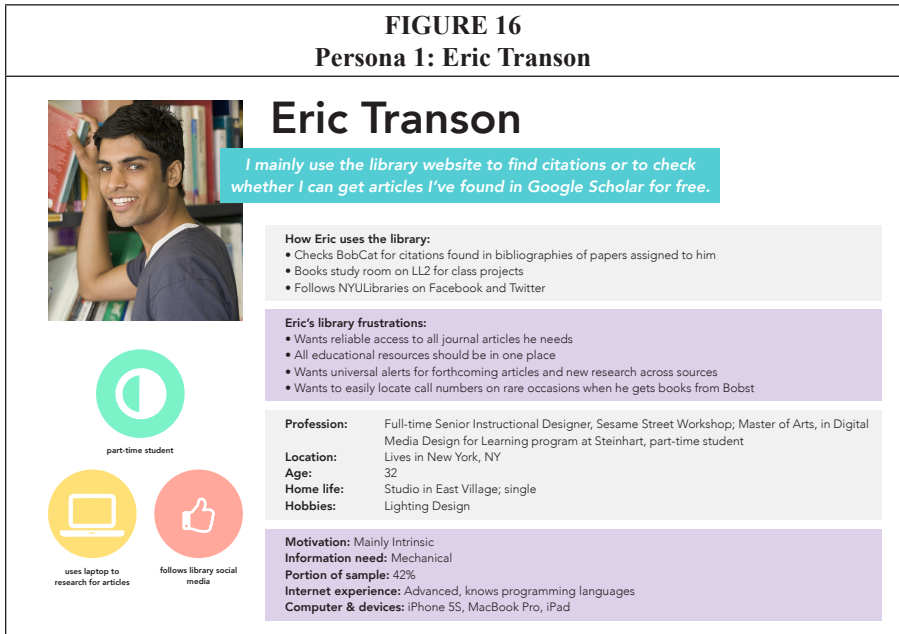 FIGURE 16
Persona 1: Eric Transon
Eric Transon
I mainly use the library website to find citations or to check
whether I can get articles I've found in Google Scholar for free.
How Eric uses the library:
• Checks BobCat for citations found in bibliographies of papers assigned to him
• Books study room on LL2 for class projects
• Follows NYULibraries on Facebook and Twitter
Eric's library frustrations:
• Wants reliable access to all journal articles he needs
• All educational resources should be in one place
• Wants universal alerts for forthcoming articles and new research across sources
• Wants to easily locate call numbers on rare occasions when he gets books from Bobst
part-time student
uses laptop to
research for articles
follows library social
media
Profession: Full-time Senior Instructional Designer, Sesame Street Workshop; Master of Arts, in Digital
Media Design for Learning program at Steinhart, part-time student
Location: Lives in New York, NY
Age: 32
Home life: Studio in East Village; single
Hobbies: Lighting Design
Motivation: Mainly Intrinsic
Information need: Mechanical
Portion of sample: 42%
Internet experience: Advanced, knows programming languages
Computer & devices: iPhone 5S, MacBook Pro, iPad